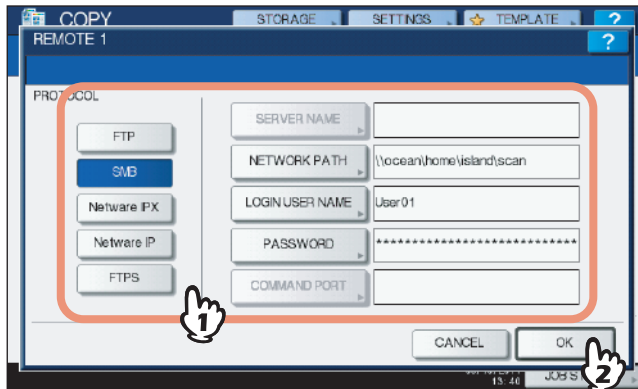 COPY STORAGE SETTINGS TEMPLATE ?
REMOTE 1 ?
PROTOCOL
FTP
SMB
Netware IPX
Netware IP
FTPS
SERVER NAME
NETWORK PATH \\ocean\home\island\scan
LOGIN USER NAME User01
PASSWORD ******************************
COMMAND PORT
1
CANCEL OK
2
13:40 JOB S